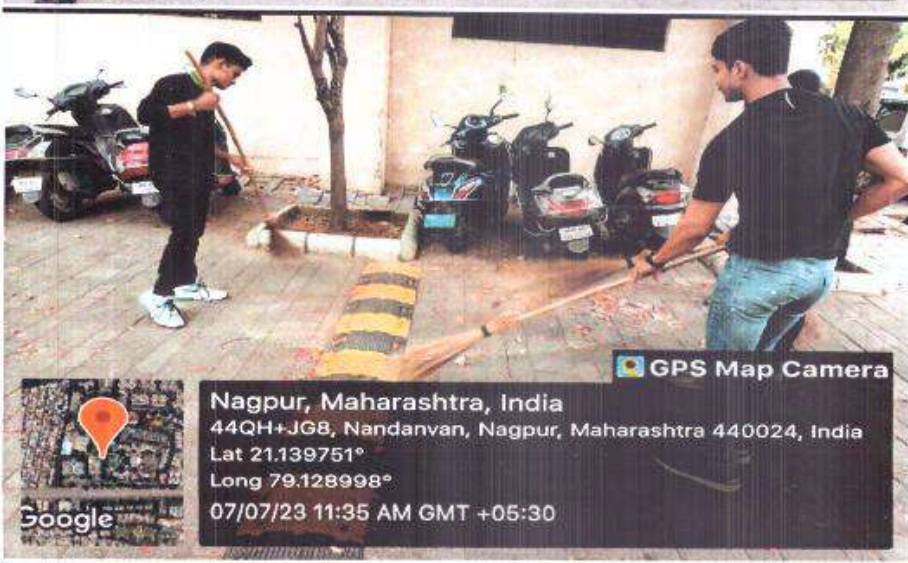 GPS Map Camera
Nagpur, Maharashtra, India
44QH+JG8, Nandanvan, Nagpur, Maharashtra 440024, India
Lat 21.139751°
Long 79.128998°
07/07/23 11:35 AM GMT +05:30
Google